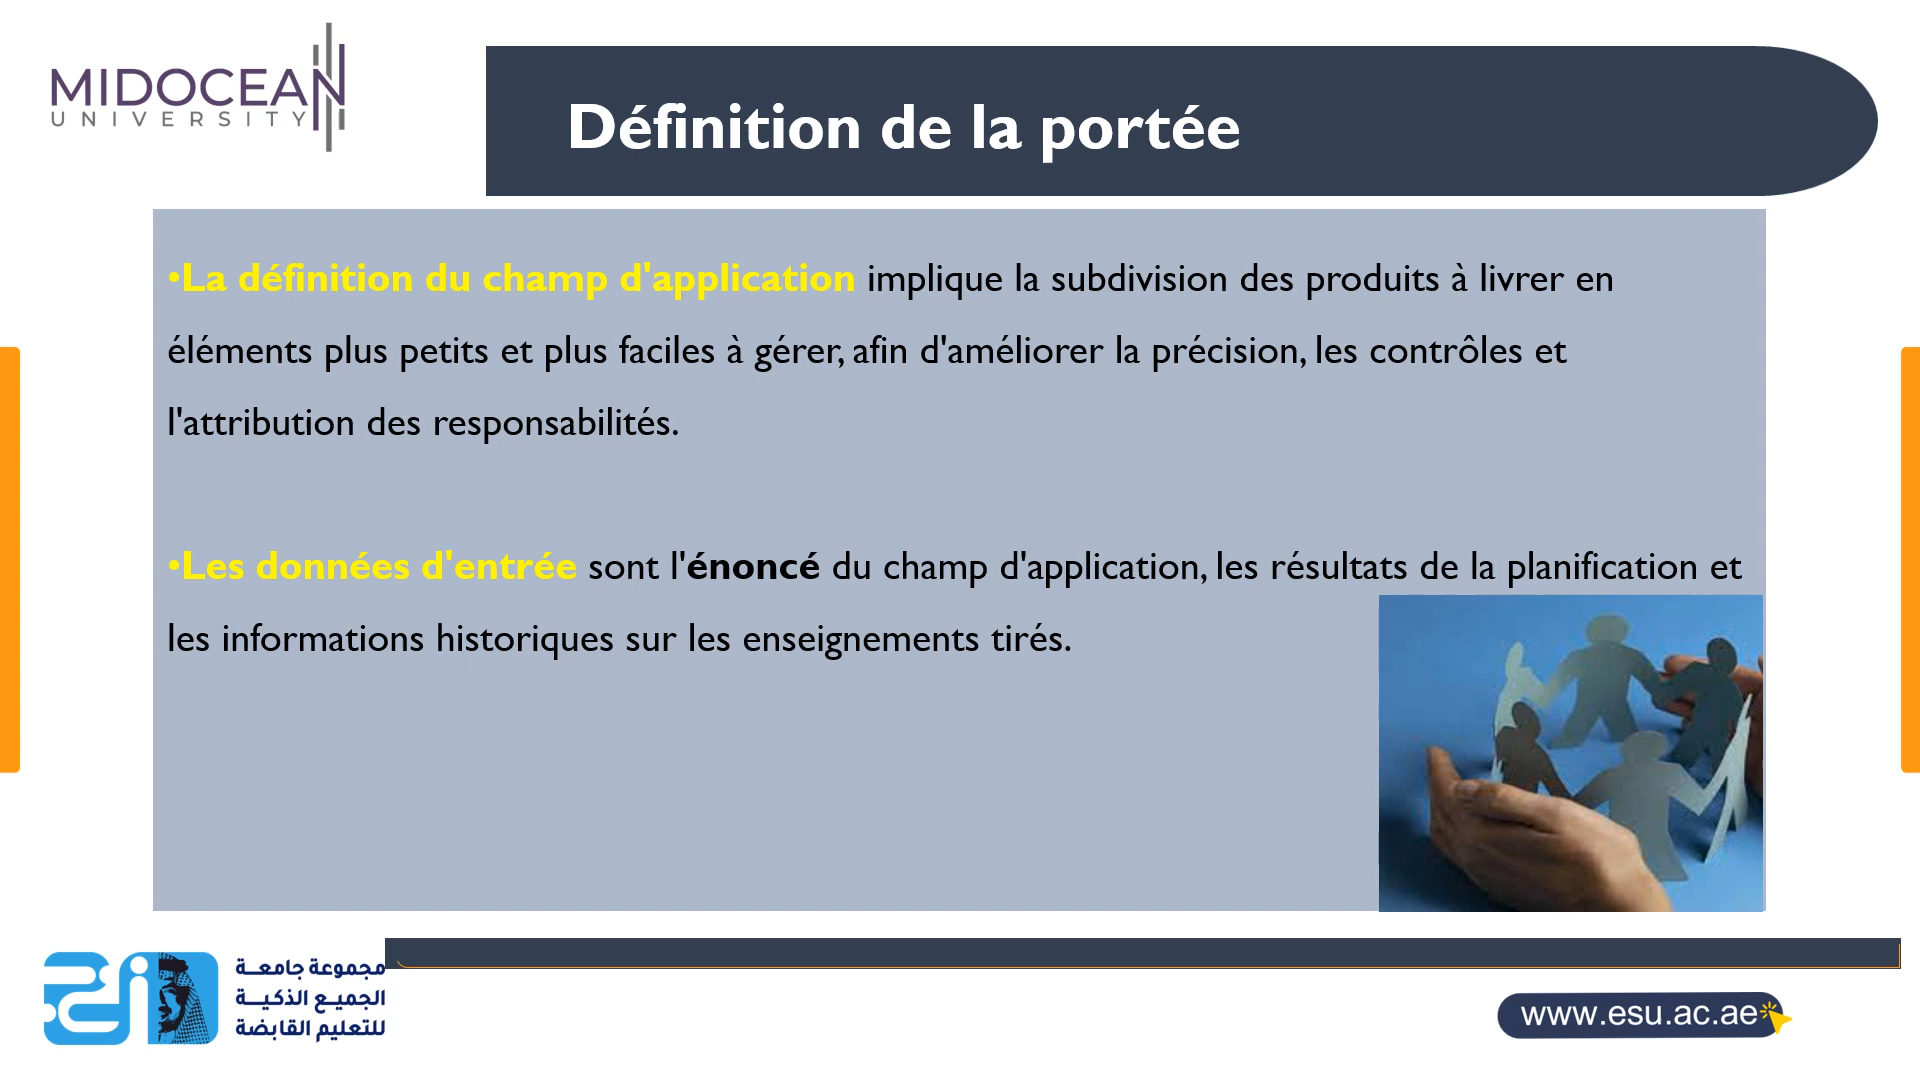 MIDOCEAN
UNIVERSITY
Définition de la portée
•La définition du champ d'application implique la subdivision des produits à livrer en
éléments plus petits et plus faciles à gérer, afin d'améliorer la précision, les contrôles et
l'attribution des responsabilités.
•Les données d'entrée sont l'énoncé du champ d'application, les résultats de la planification et
les informations historiques sur les enseignements tirés.
مجموعة جامعـــة
الجميـــع الذكيـــة
للتعليم القابضة
www.esu.ac.ae